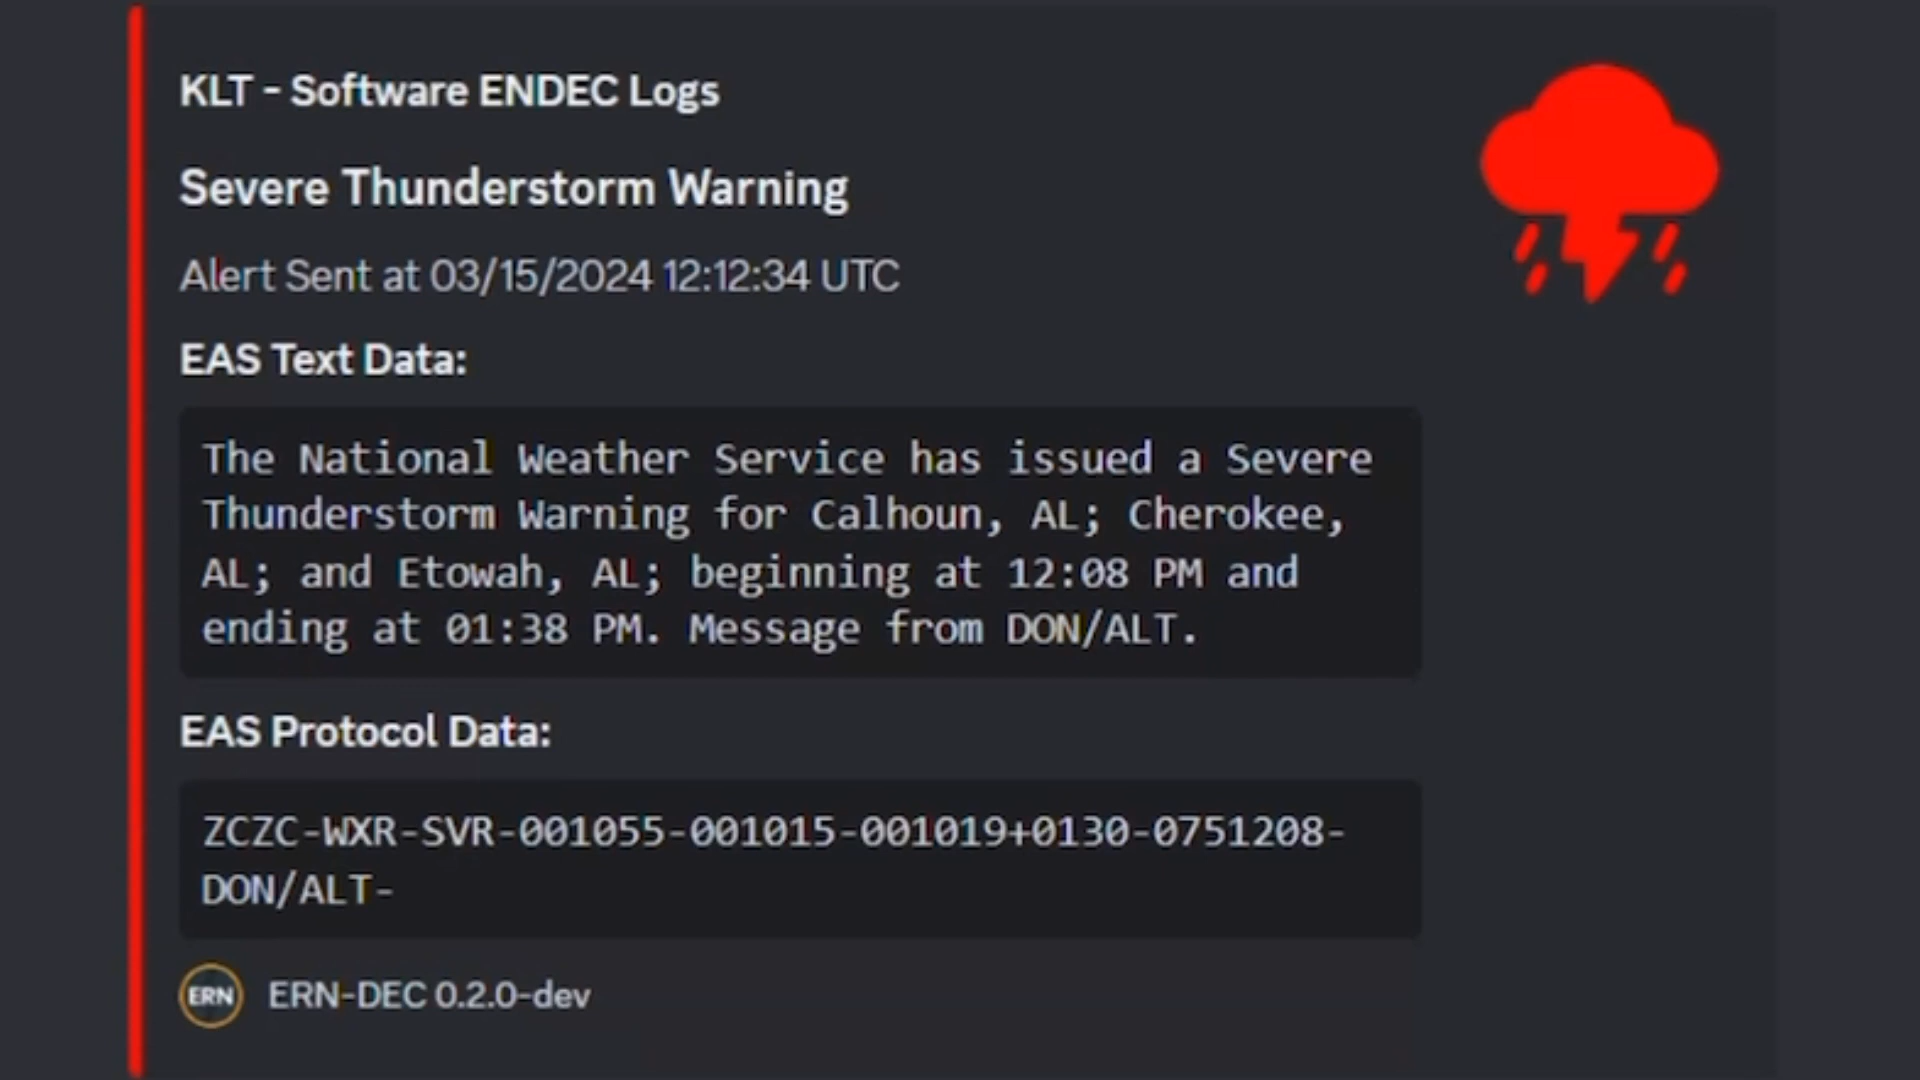 KLT - Software ENDEC Logs
Severe Thunderstorm Warning
Alert Sent at 03/15/2024 12:12:34 UTC
EAS Text Data:
The National Weather Service has issued a Severe
Thunderstorm Warning for Calhoun, AL; Cherokee,
AL; and Etowah, AL; beginning at 12:08 PM and
ending at 01:38 PM. Message from DON/ALT.
EAS Protocol Data:
ZCZC-WXR-SVR-001055-001015-001019+0130-0751208-
DON/ALT-
ERN ERN-DEC 0.2.0-dev